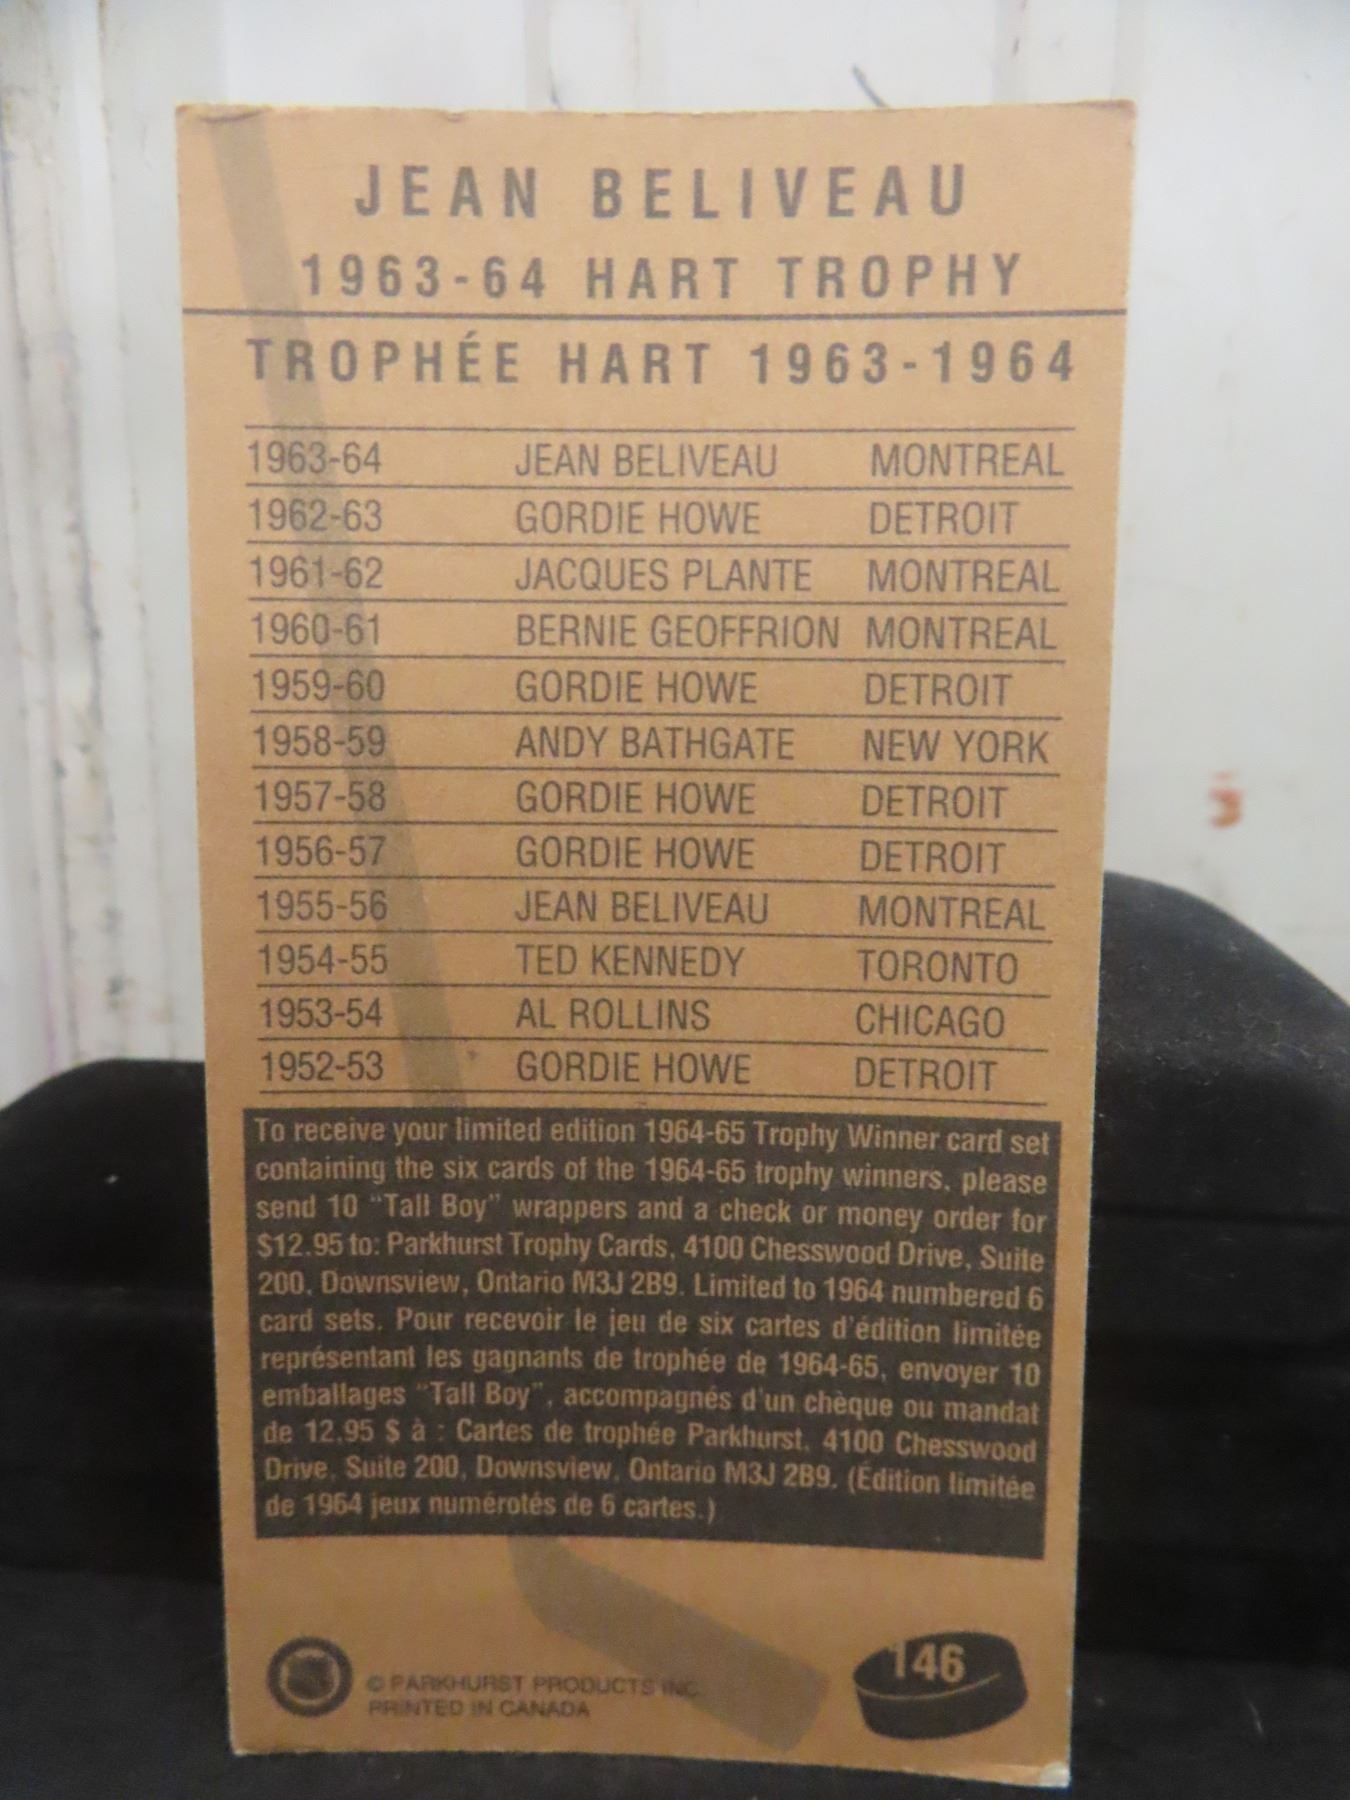 JEAN BELIVEAU
1963-64 HART TROPHY
TROPHÉE HART 1963-1964
1963-64 JEAN BELIVEAU MONTREAL
1962-63 GORDIE HOWE DETROIT
1961-62 JACQUES PLANTE MONTREAL
1960-61 BERNIE GEOFFRION MONTREAL
1959-60 GORDIE HOWE DETROIT
1958-59 ANDY BATHGATE NEW YORK
1957-58 GORDIE HOWE DETROIT
1956-57 GORDIE HOWE DETROIT
1955-56 JEAN BELIVEAU MONTREAL
1954-55 TED KENNEDY TORONTO
1953-54 AL ROLLINS CHICAGO
1952-53 GORDIE HOWE DETROIT
To receive your limited edition 1964-65 Trophy Winner card set
containing the six cards of the 1964-65 trophy winners, please
send 10 "Tall Boy" wrappers and a check or money order for
$12.95 to: Parkhurst Trophy Cards, 4100 Chesswood Drive, Suite
200, Downsview, Ontario M3J 2B9. Limited to 1964 numbered 6
card sets. Pour recevoir le jeu de six cartes d'édition limitée
représentant les gagnants de trophée de 1964-65, envoyer 10
emballages "Tall Boy", accompagnés d'un chèque ou mandat
de 12.95 $ à : Cartes de trophée Parkhurst, 4100 Chesswood
Drive, Suite 200, Downsview, Ontario M3J 2B9. (Édition limitée
de 1964 jeux numérotés de 6 cartes.)
146
© PARKHURST PRODUCTS INC.
PRINTED IN CANADA